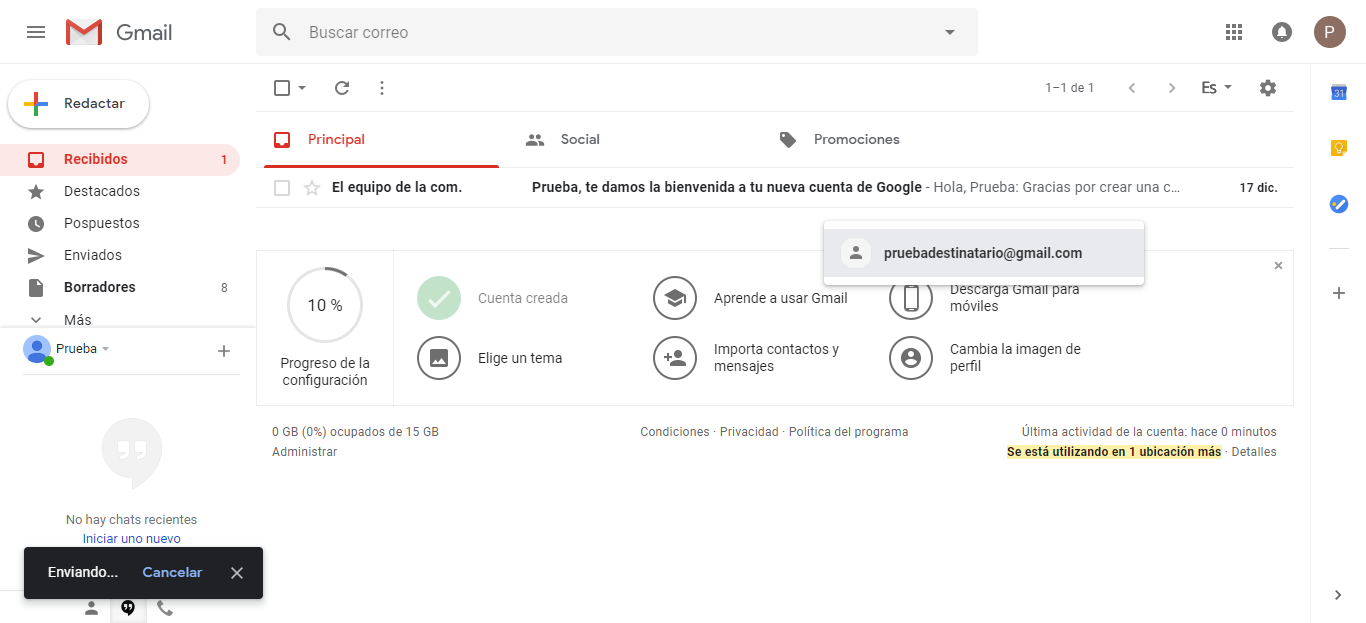 Gmail
Buscar correo
P
Redactar
1–1 de 1
Es
31
Recibidos 1
Destacados
Pospuestos
Enviados
Borradores 8
Más
Principal
Social
Promociones
El equipo de la com. Prueba, te damos la bienvenida a tu nueva cuenta de Google - Hola, Prueba: Gracias por crear una c… 17 dic.
pruebadestinatario@gmail.com
10 %
Progreso de la
configuración
Cuenta creada
Aprende a usar Gmail
Descarga Gmail para
móviles
Elige un tema
Importa contactos y
mensajes
Cambia la imagen de
perfil
0 GB (0%) ocupados de 15 GB
Administrar
Condiciones · Privacidad · Política del programa
Última actividad de la cuenta: hace 0 minutos
Se está utilizando en 1 ubicación más · Detalles
Prueba
No hay chats recientes
Iniciar uno nuevo
Enviando... Cancelar